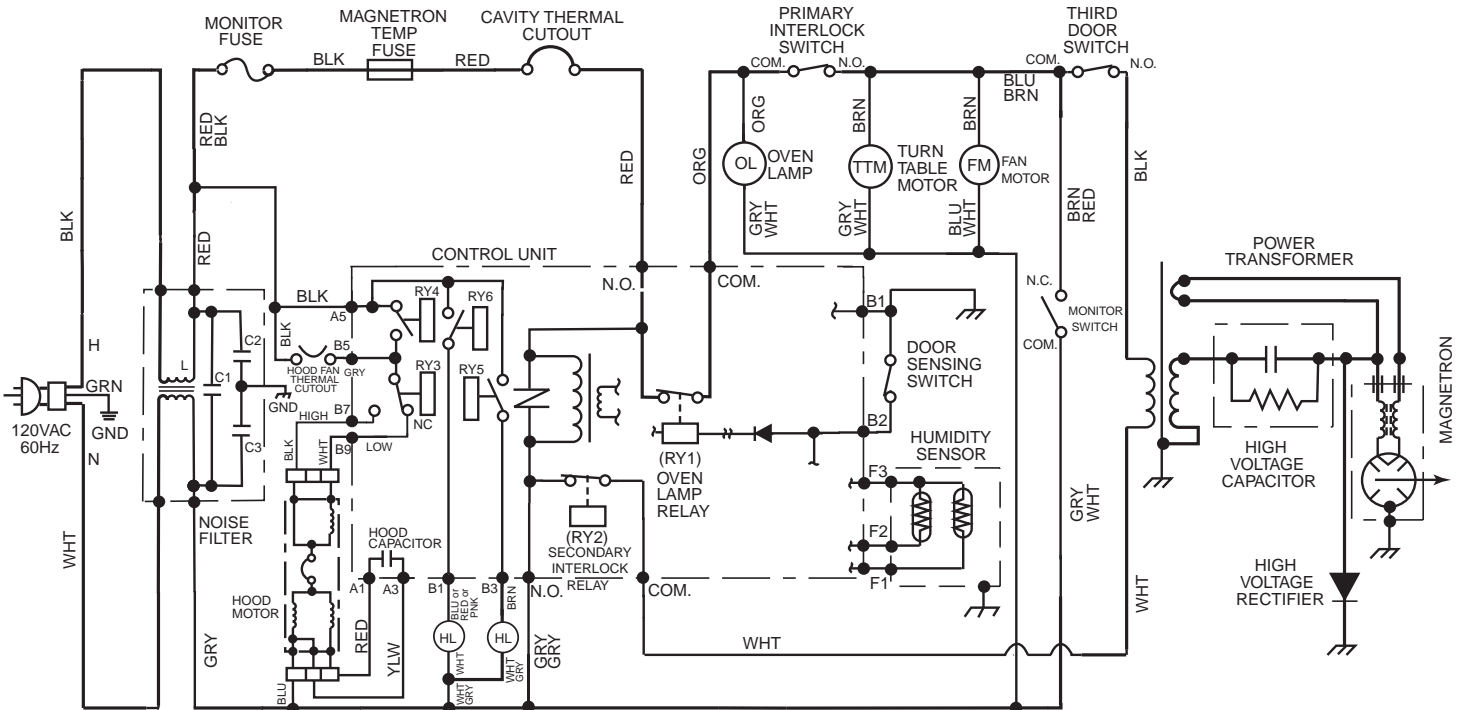 MONITOR
FUSE
MAGNETRON
TEMP
FUSE
CAVITY THERMAL
CUTOUT
PRIMARY
INTERLOCK
SWITCH
THIRD
DOOR
SWITCH
BLK
RED
COM.
N.O.
COM.
N.O.
BLU
BRN
RED
BLK
ORG
BRN
BRN
OL
OVEN
LAMP
TTM
TURN
TABLE
MOTOR
FM
FAN
MOTOR
BLK
RED
ORG
BLK
GRY
WHT
GRY
WHT
BLU
WHT
BRN
RED
BLK
RED
CONTROL UNIT
POWER
TRANSFORMER
N.O.
COM.
N.C.
MONITOR
SWITCH
COM.
BLK
A5
RY4
RY6
B1
L
C2
C1
C3
BLK
B5
HOOD FAN
THERMAL
CUTOUT
GRY
RY3
RY5
DOOR
SENSING
SWITCH
H
GRN
GND
GND
120VAC
60Hz
N
HIGH
B7
NC
B9
LOW
BLK
WHT
B2
(RY1)
OVEN
LAMP
RELAY
HUMIDITY
SENSOR
F3
F2
F1
HIGH
VOLTAGE
CAPACITOR
MAGNETRON
NOISE
FILTER
WHT
HOOD
CAPACITOR
(RY2)
SECONDARY
INTERLOCK
RELAY
GRY
WHT
HIGH
VOLTAGE
RECTIFIER
HOOD
MOTOR
A1
A3
B1
BLU or
RED or
PNK
B3
BRN
N.O.
COM.
WHT
GRY
RED
YLW
HL
HL
WHT
WHT
GRY
WHT
GRY
GRY
GRY
WHT
BLU